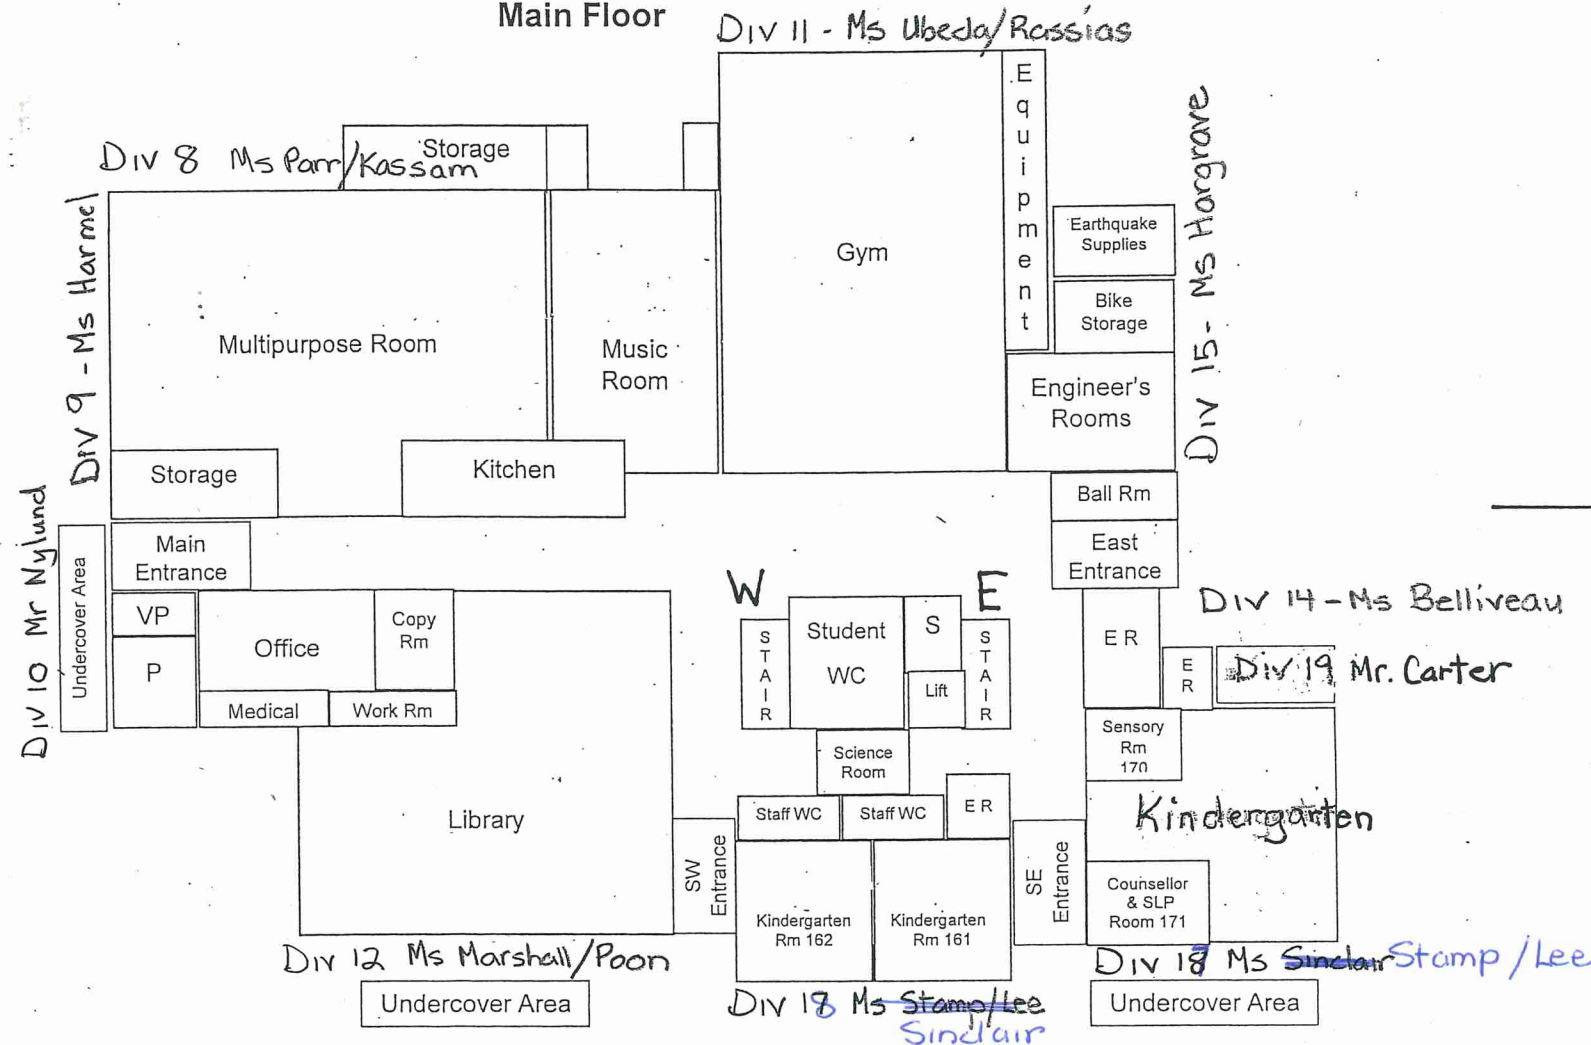 Main Floor
Div 11 - Ms Ubeda/Rassias
Div 8 Ms Parr/Kassam
Storage
Equipment
Div 9 - Ms Harmel
Multipurpose Room
Music
Room
Gym
Earthquake
Supplies
Bike
Storage
Div 15 - Ms Hargrave
Engineer's
Rooms
Storage
Kitchen
Ball Rm
East
Entrance
Div 10 Mr Nylund
Undercover Area
Main
Entrance
VP
P
Office
Copy
Rm
Medical
Work Rm
Library
W
E
STAIR
Student
WC
S
Lift
STAIR
Science
Room
Staff WC
Staff WC
E R
E R
E
R
Div 14 - Ms Belliveau
Div 19 Mr. Carter
Sensory
Rm
170
Kindergarten
SW
Entrance
Kindergarten
Rm 162
Kindergarten
Rm 161
SE
Entrance
Counsellor
& SLP
Room 171
Div 12 Ms Marshall/Poon
Undercover Area
Div 18 Ms Stamp/Lee
Sinclair
Div 17 Ms Sinclair Stamp/Lee
Undercover Area